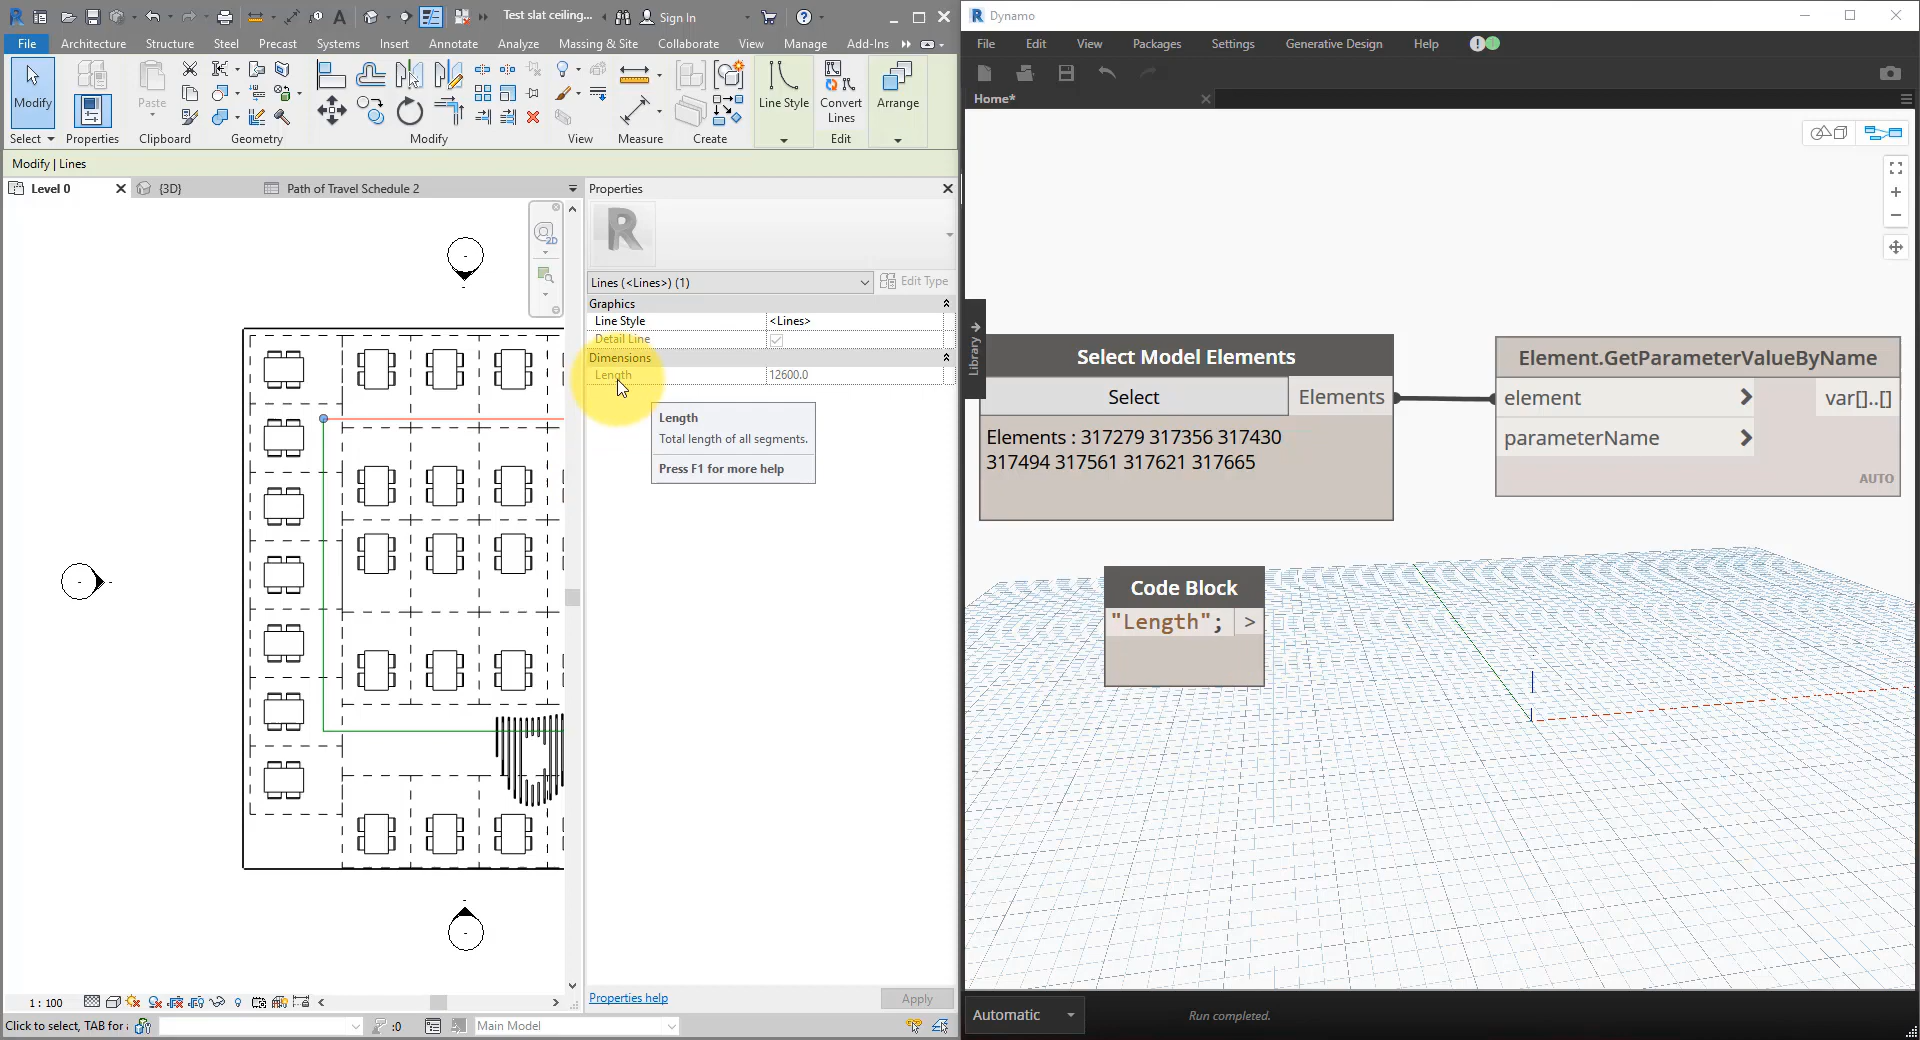 Test slat ceiling...
Sign In
File
Architecture
Structure
Steel
Precast
Systems
Insert
Annotate
Analyze
Massing & Site
Collaborate
View
Manage
Add-Ins
Modify
Paste
Line Style
Convert
Lines
Arrange
Select
Properties
Clipboard
Geometry
Modify
View
Measure
Create
Edit
Modify | Lines
Level 0
{3D}
Path of Travel Schedule 2
Properties
2D
R
Lines (<Lines>) (1)
Edit Type
Graphics
Line Style
<Lines>
Detail Line
Dimensions
Length
12600.0
Length
Total length of all segments.
Press F1 for more help
Properties help
Apply
1 : 100
Click to select, TAB for
:0
Main Model
Dynamo
File
Edit
View
Packages
Settings
Generative Design
Help
Home*
Library
Select Model Elements
Select
Elements
Elements : 317279 317356 317430
317494 317561 317621 317665
Element.GetParameterValueByName
element
var[]..[]
parameterName
AUTO
Code Block
"Length";
>
Automatic
Run completed.